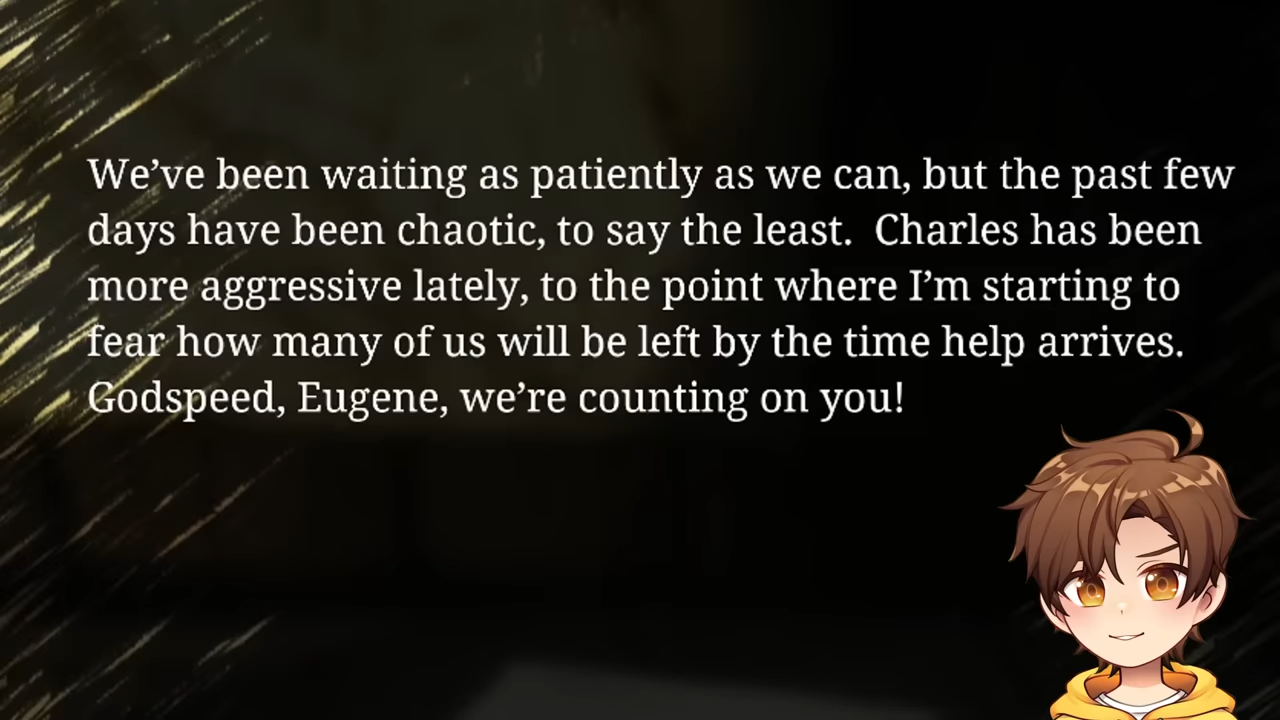 We’ve been waiting as patiently as we can, but the past few
days have been chaotic, to say the least.  Charles has been
more aggressive lately, to the point where I’m starting to
fear how many of us will be left by the time help arrives.
Godspeed, Eugene, we’re counting on you!